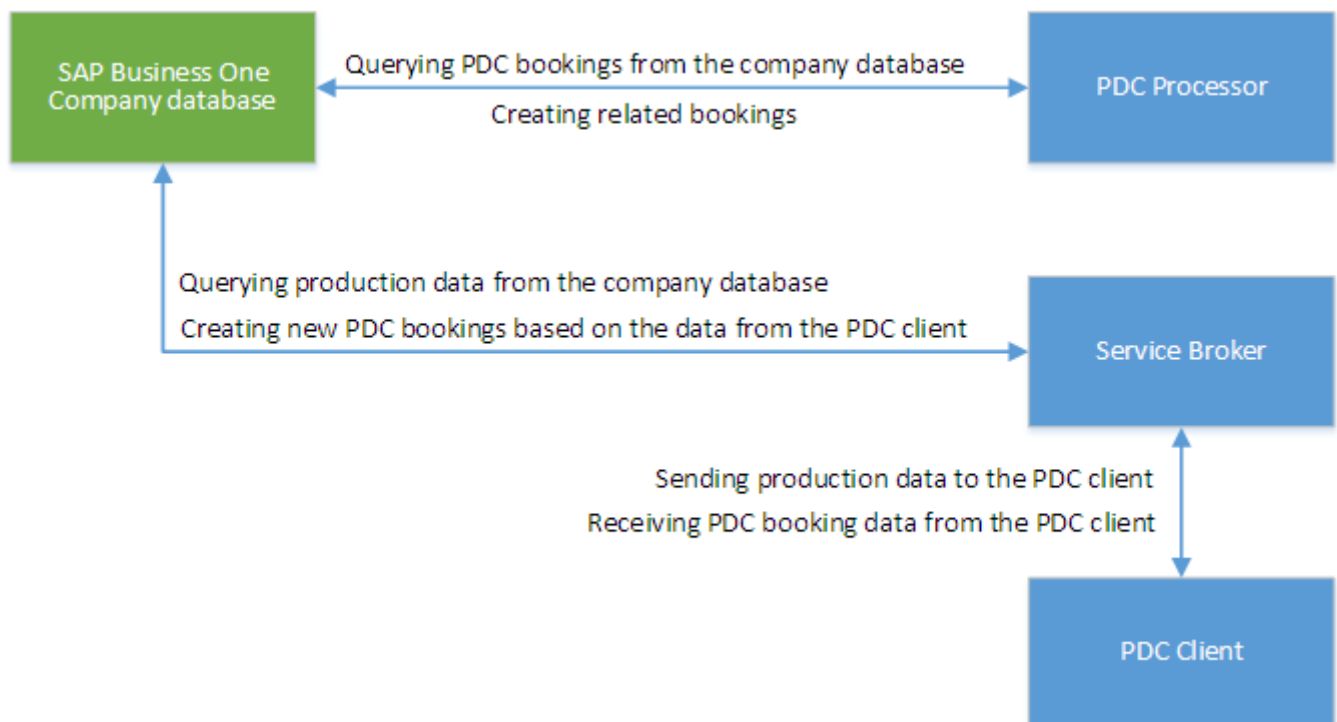 SAP Business One
Company database
Querying PDC bookings from the company database
Creating related bookings
PDC Processor
Querying production data from the company database
Creating new PDC bookings based on the data from the PDC client
Service Broker
Sending production data to the PDC client
Receiving PDC booking data from the PDC client
PDC Client